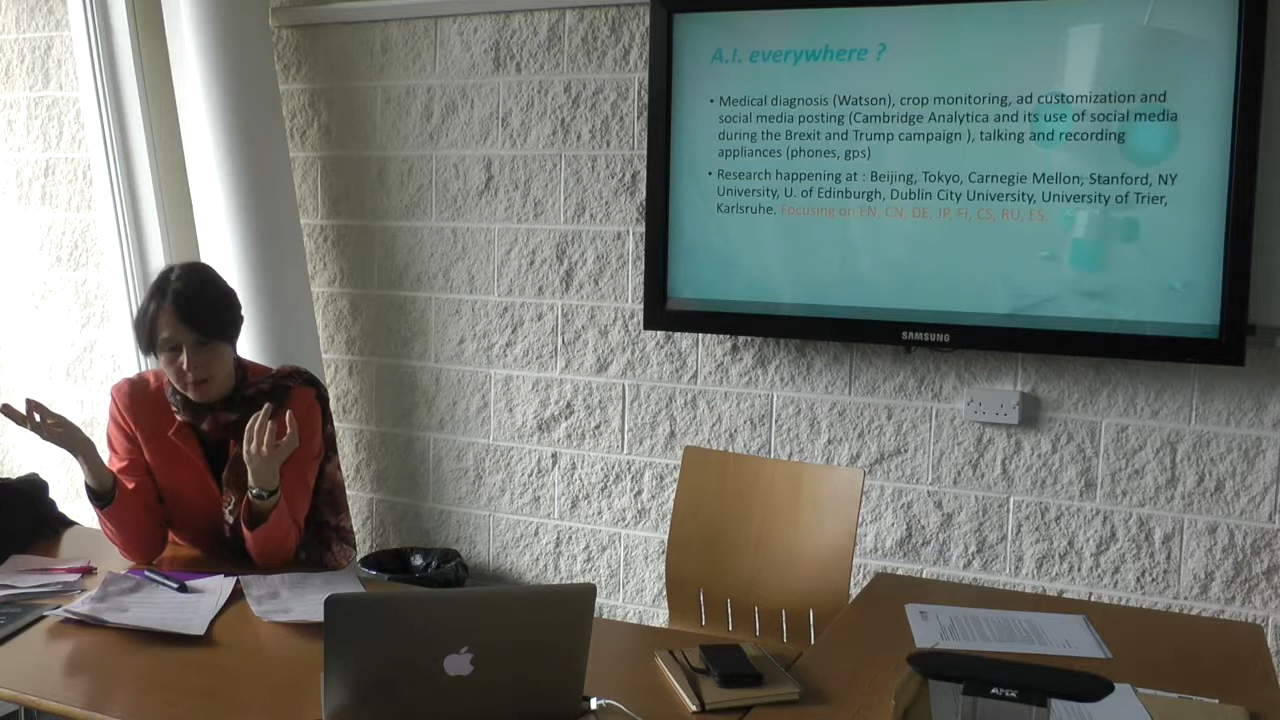 A.I. everywhere ?
• Medical diagnosis (Watson), crop monitoring, ad customization and
social media posting (Cambridge Analytica and its use of social media
during the Brexit and Trump campaign ), talking and recording
appliances (phones, gps)
• Research happening at : Beijing, Tokyo, Carnegie Mellon, Stanford, NY
University, U. of Edinburgh, Dublin City University, University of Trier,
Karlsruhe. Focusing on EN, CN, DE, JP, FI, CS, RU, ES.
SAMSUNG
AMX